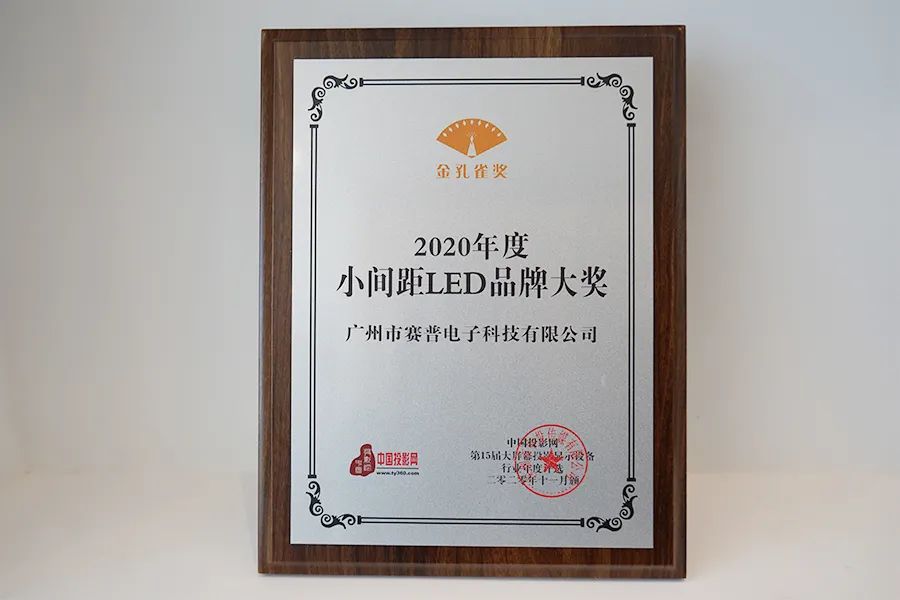 金孔雀奖
2020年度
小间距LED品牌大奖
广州市赛普电子科技有限公司
中国投影网
www.ty360.com
中国投影网
第15届大屏幕投影显示设备
行业年度评选
二零二零年十一月颁